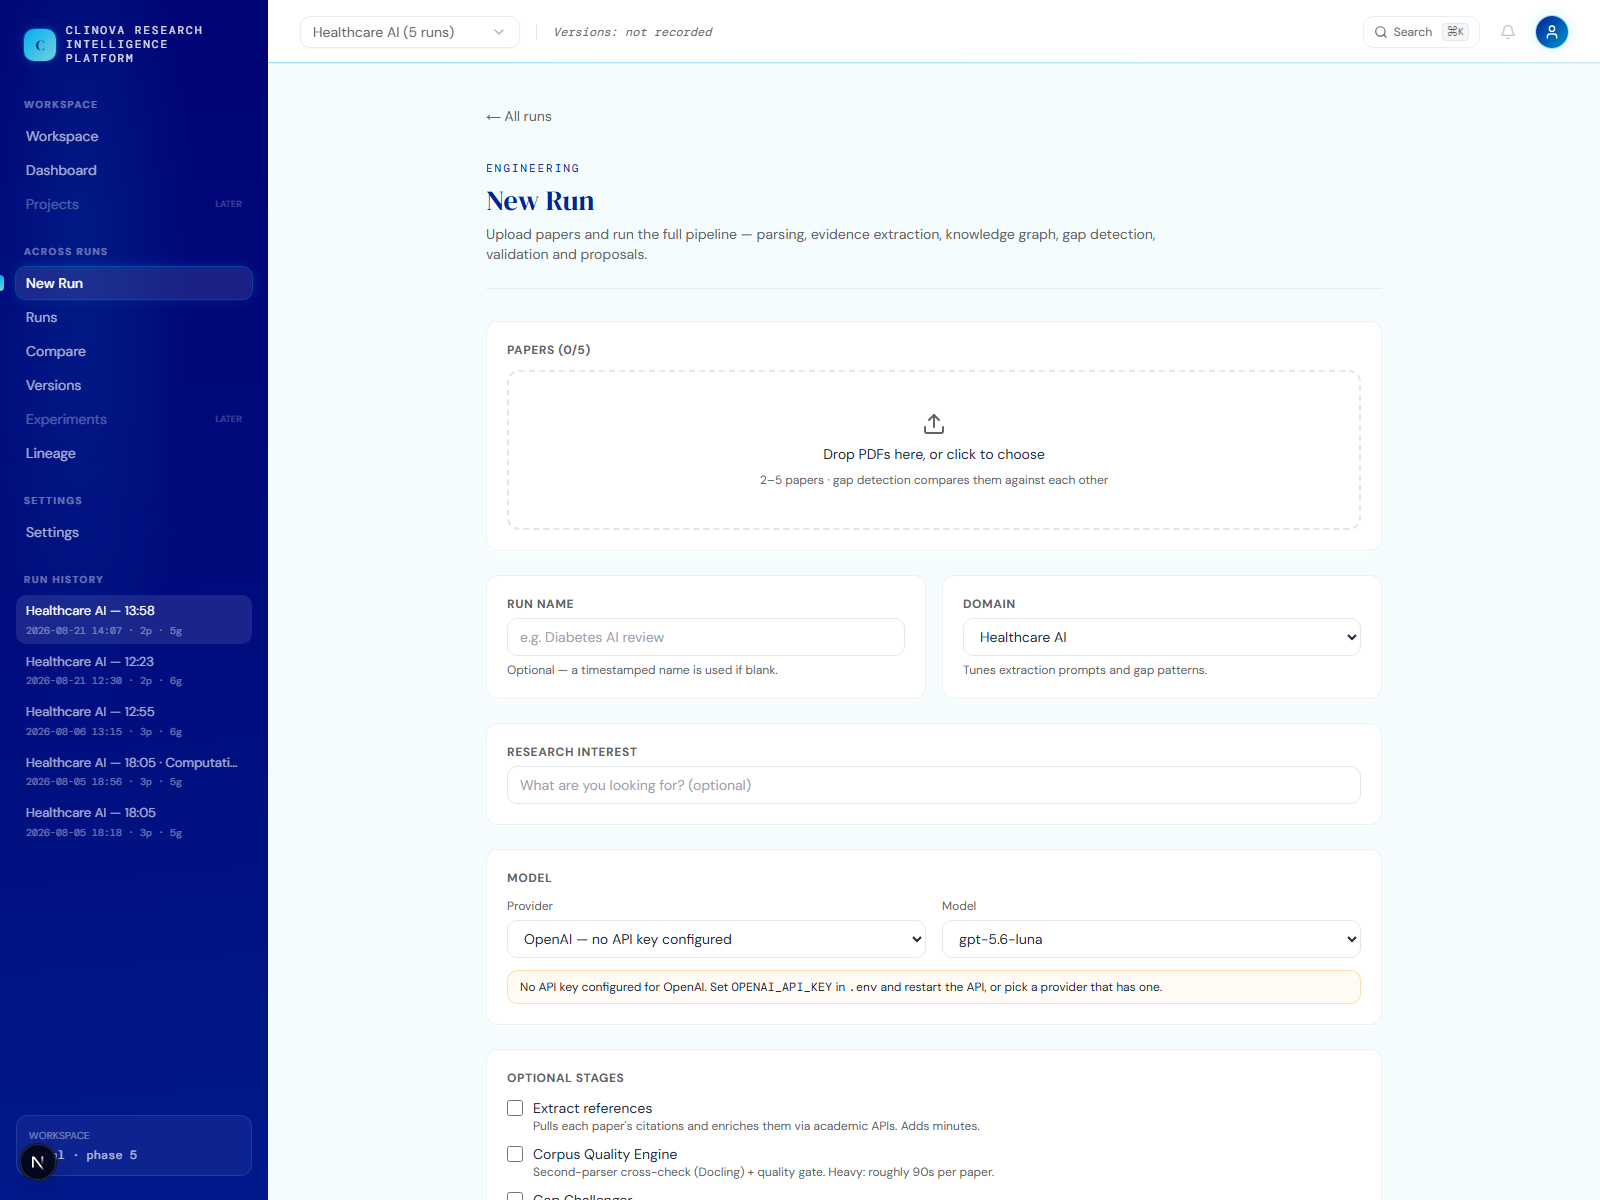 C
CLINOVA RESEARCH
INTELLIGENCE
PLATFORM
WORKSPACE
Workspace
Dashboard
Projects LATER
ACROSS RUNS
New Run
Runs
Compare
Versions
Experiments LATER
Lineage
SETTINGS
Settings
RUN HISTORY
Healthcare AI — 13:58
2026-08-21 14:07 · 2p · 5g
Healthcare AI — 12:23
2026-08-21 12:30 · 2p · 6g
Healthcare AI — 12:55
2026-08-06 13:15 · 3p · 6g
Healthcare AI — 18:05 · Computati…
2026-08-05 18:56 · 3p · 5g
Healthcare AI — 18:05
2026-08-05 18:18 · 3p · 5g
WORKSPACE
· phase 5
N
Healthcare AI (5 runs)
Versions: not recorded
Search ⌘K
← All runs
ENGINEERING
New Run
Upload papers and run the full pipeline — parsing, evidence extraction, knowledge graph, gap detection,
validation and proposals.
PAPERS (0/5)
Drop PDFs here, or click to choose
2–5 papers · gap detection compares them against each other
RUN NAME
e.g. Diabetes AI review
Optional — a timestamped name is used if blank.
DOMAIN
Healthcare AI
Tunes extraction prompts and gap patterns.
RESEARCH INTEREST
What are you looking for? (optional)
MODEL
Provider
OpenAI — no API key configured
Model
gpt-5.6-luna
No API key configured for OpenAI. Set OPENAI_API_KEY in .env and restart the API, or pick a provider that has one.
OPTIONAL STAGES
Extract references
Pulls each paper's citations and enriches them via academic APIs. Adds minutes.
Corpus Quality Engine
Second-parser cross-check (Docling) + quality gate. Heavy: roughly 90s per paper.
Gap Challenger